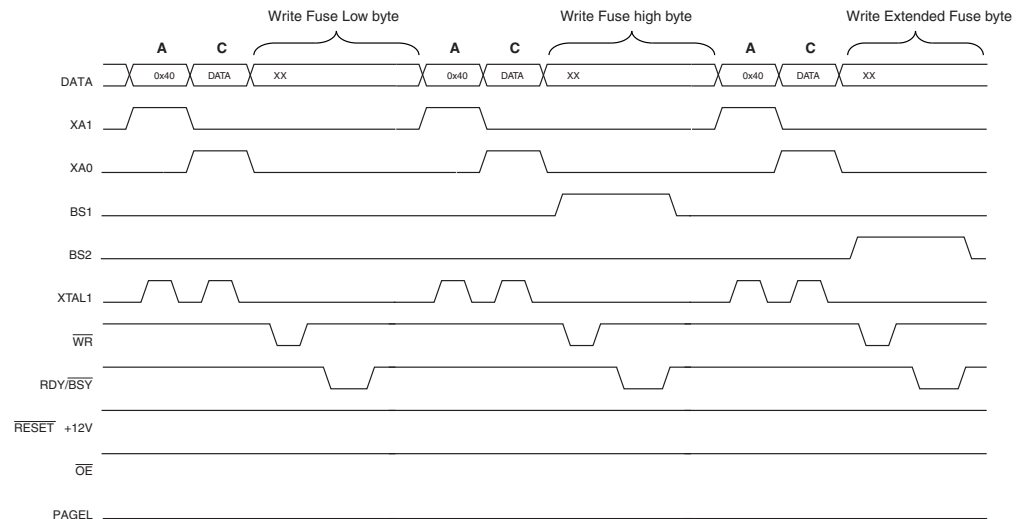 Write Fuse Low byte Write Fuse high byte Write Extended Fuse byte
A C A C A C
DATA 0x40 DATA XX 0x40 DATA XX 0x40 DATA XX
XA1
XA0
BS1
BS2
XTAL1
WR
RDY/BSY
RESET +12V
OE
PAGEL